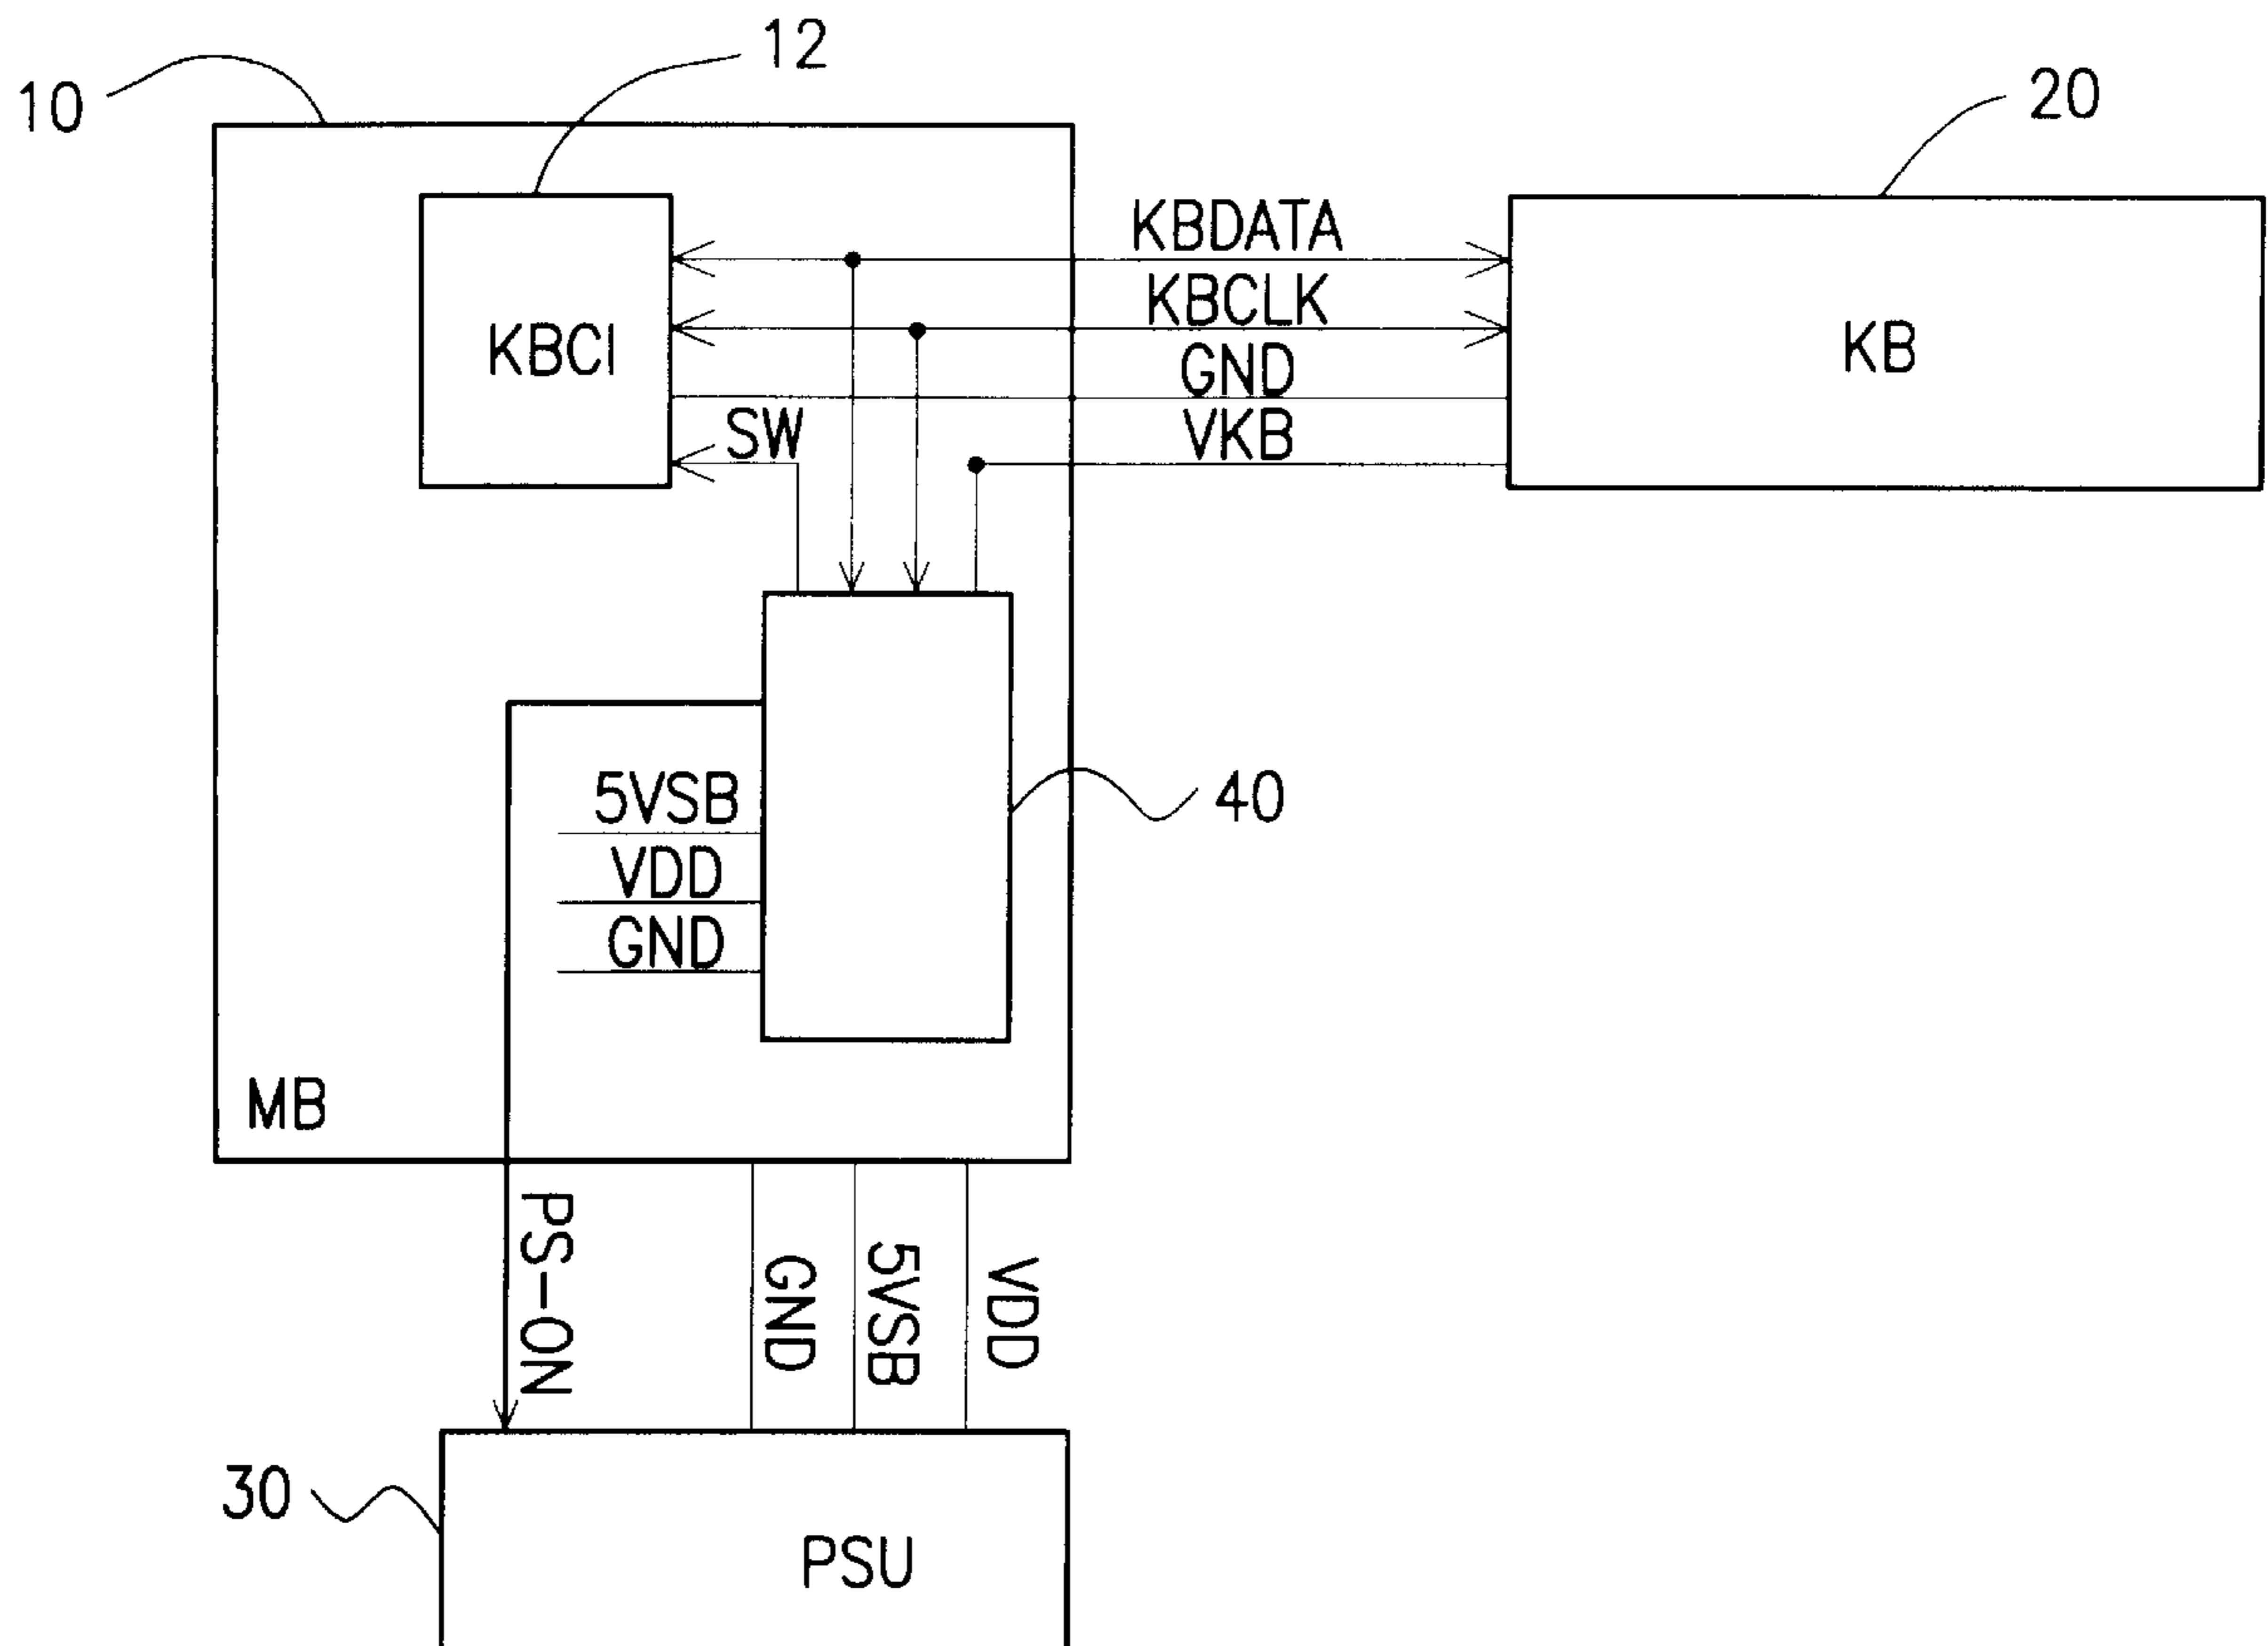 12
10
20
KBDATA
KBCLK
KBCI
KB
GND
SW
VKB
5VSB
40
VDD
GND
MB
PS-ON
GND
5VSB
VDD
30
PSU